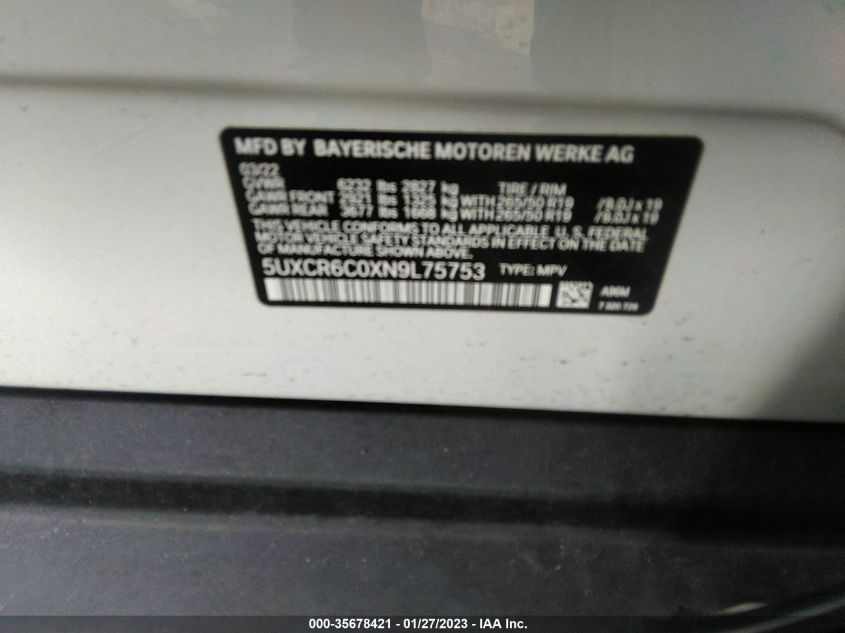 MFD BY BAYERISCHE MOTOREN WERKE AG
03/22
GVWR 6232 lbs 2827 kg TIRE / RIM
GAWR FRONT 2921 lbs 1325 kg WITH 265/50 R19 /9.0J x 19
GAWR REAR 3677 lbs 1668 kg WITH 265/50 R19 /9.0J x 19
THIS VEHICLE CONFORMS TO ALL APPLICABLE U.S. FEDERAL
MOTOR VEHICLE SAFETY STANDARDS IN EFFECT ON THE DATE
OF MANUFACTURE SHOWN ABOVE.
5UXCR6C0XN9L75753 TYPE: MPV
7 320 729
000-35678421 - 01/27/2023 - IAA Inc.